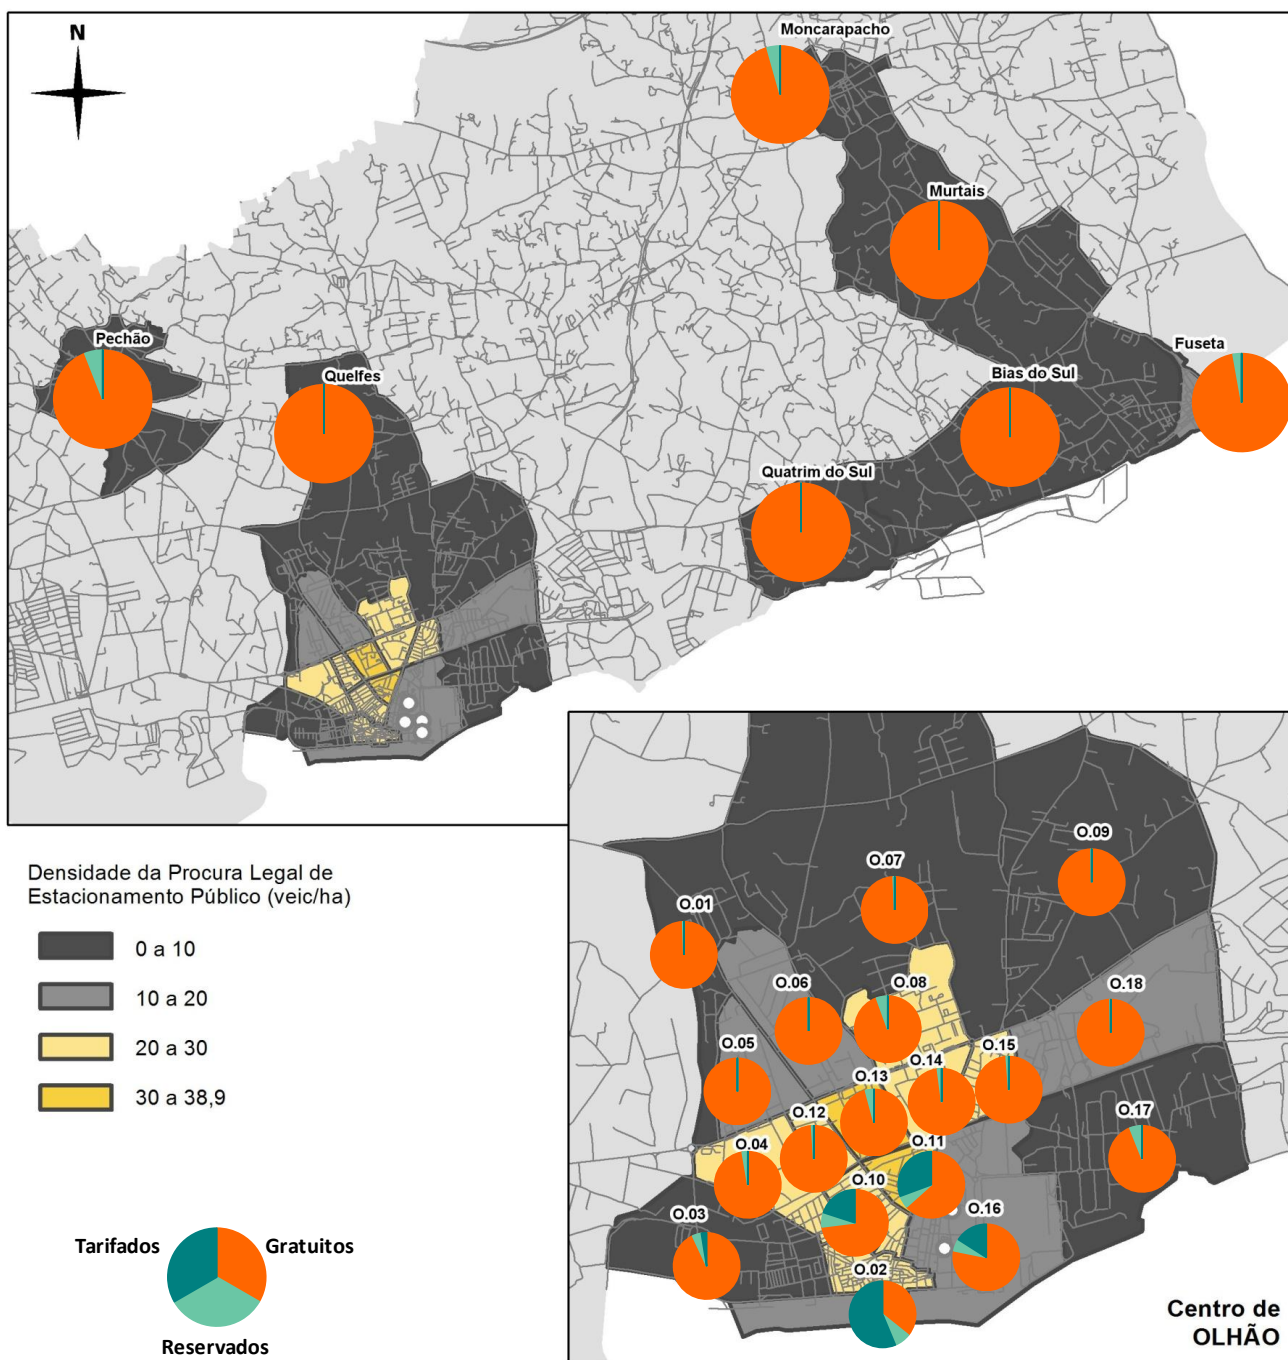 N
Moncarapacho
Murtais
Pechão
Fuseta
Quelfes
Bias do Sul
Quatrim do Sul
Densidade da Procura Legal de
Estacionamento Público (veic/ha)
0 a 10
10 a 20
20 a 30
30 a 38,9
Tarifados
Gratuitos
Reservados
O.09
O.07
O.01
O.06
O.08
O.18
O.05
O.15
O.14
O.13
O.12
O.17
O.04
O.11
O.10
O.03
O.16
O.02
Centro de
OLHÃO